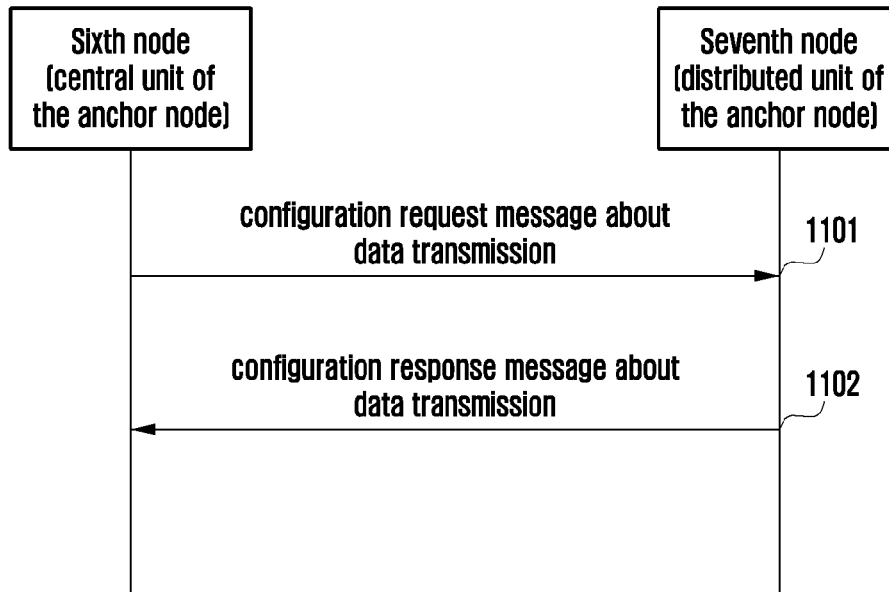 Sixth node
(central unit of
the anchor node)
Seventh node
(distributed unit of
the anchor node)
configuration request message about
data transmission
1101
configuration response message about
data transmission
1102